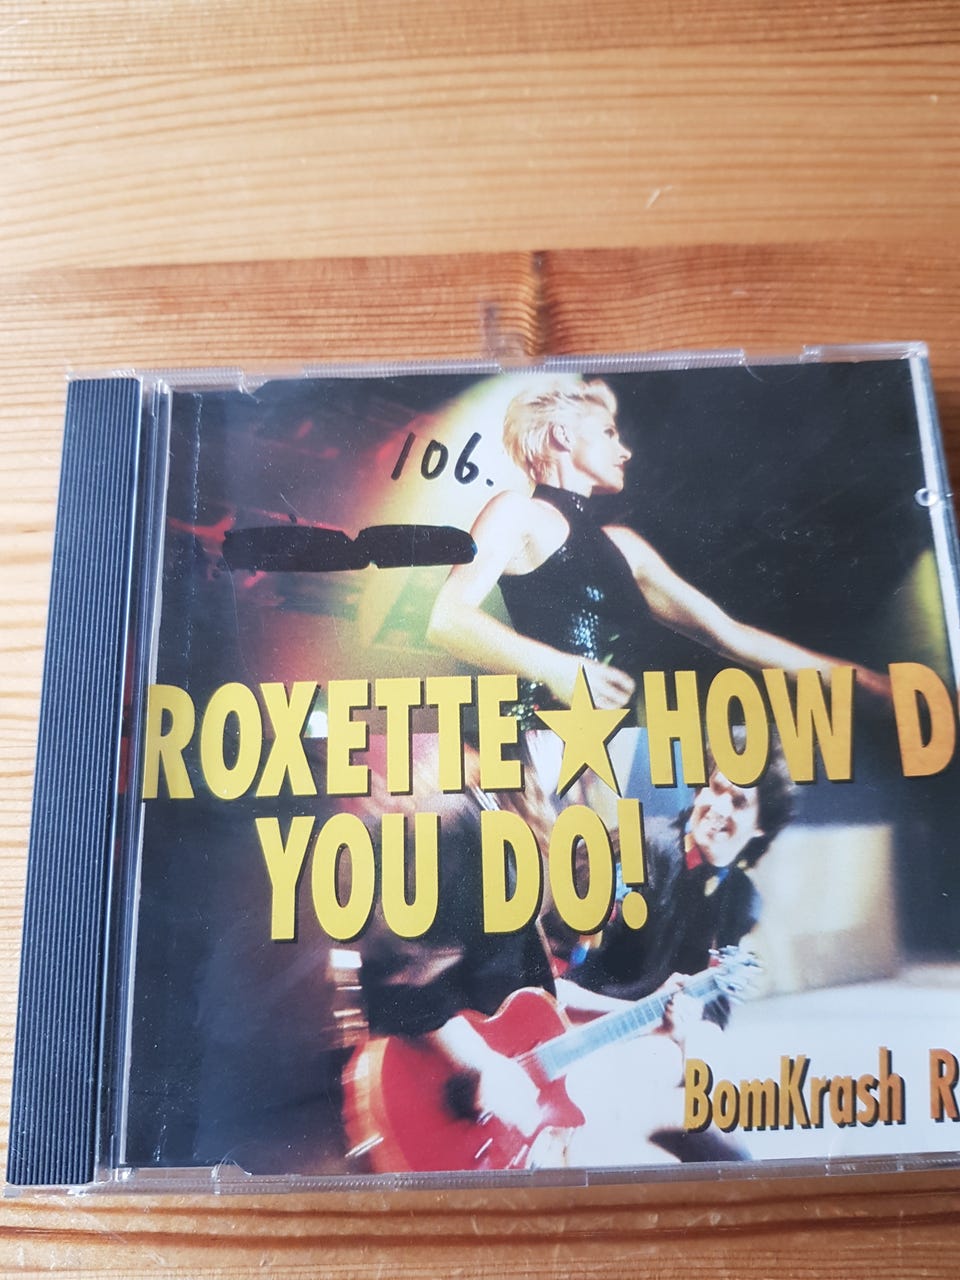 106.
ROXETTE★HOW D
YOU DO!
BomKrash R